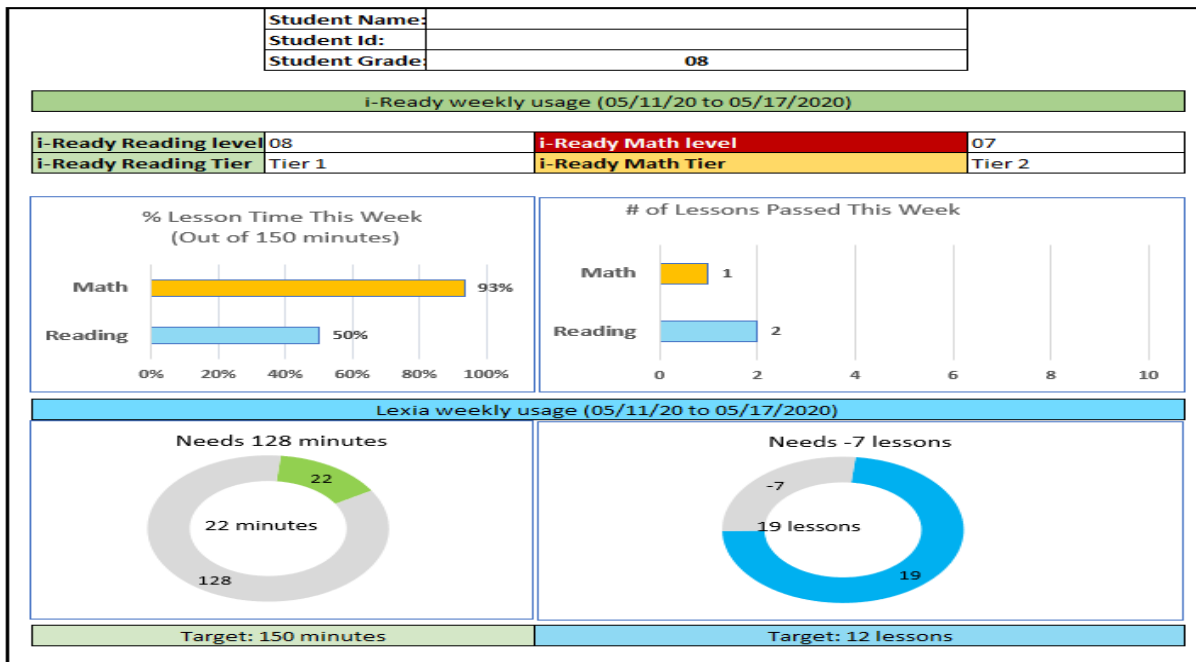 Student Name:
Student Id:
Student Grade: 08
i-Ready weekly usage (05/11/20 to 05/17/2020)
i-Ready Reading level 08 i-Ready Math level 07
i-Ready Reading Tier Tier 1 i-Ready Math Tier Tier 2
% Lesson Time This Week
(Out of 150 minutes)
Math 93%
Reading 50%
0% 20% 40% 60% 80% 100%
# of Lessons Passed This Week
Math 1
Reading 2
0 2 4 6 8 10
Lexia weekly usage (05/11/20 to 05/17/2020)
Needs 128 minutes
22
22 minutes
128
Needs -7 lessons
-7
19 lessons
19
Target: 150 minutes
Target: 12 lessons